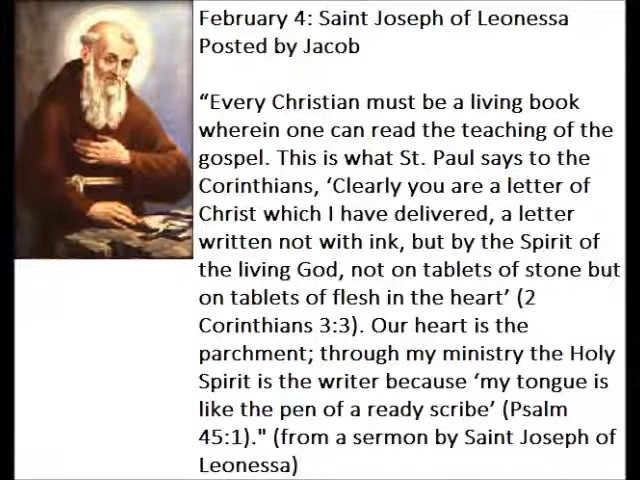 February 4: Saint Joseph of Leonessa
Posted by Jacob
“Every Christian must be a living book
wherein one can read the teaching of the
gospel. This is what St. Paul says to the
Corinthians, ‘Clearly you are a letter of
Christ which I have delivered, a letter
written not with ink, but by the Spirit of
the living God, not on tablets of stone but
on tablets of flesh in the heart’ (2
Corinthians 3:3). Our heart is the
parchment; through my ministry the Holy
Spirit is the writer because ‘my tongue is
like the pen of a ready scribe’ (Psalm
45:1)." (from a sermon by Saint Joseph of
Leonessa)